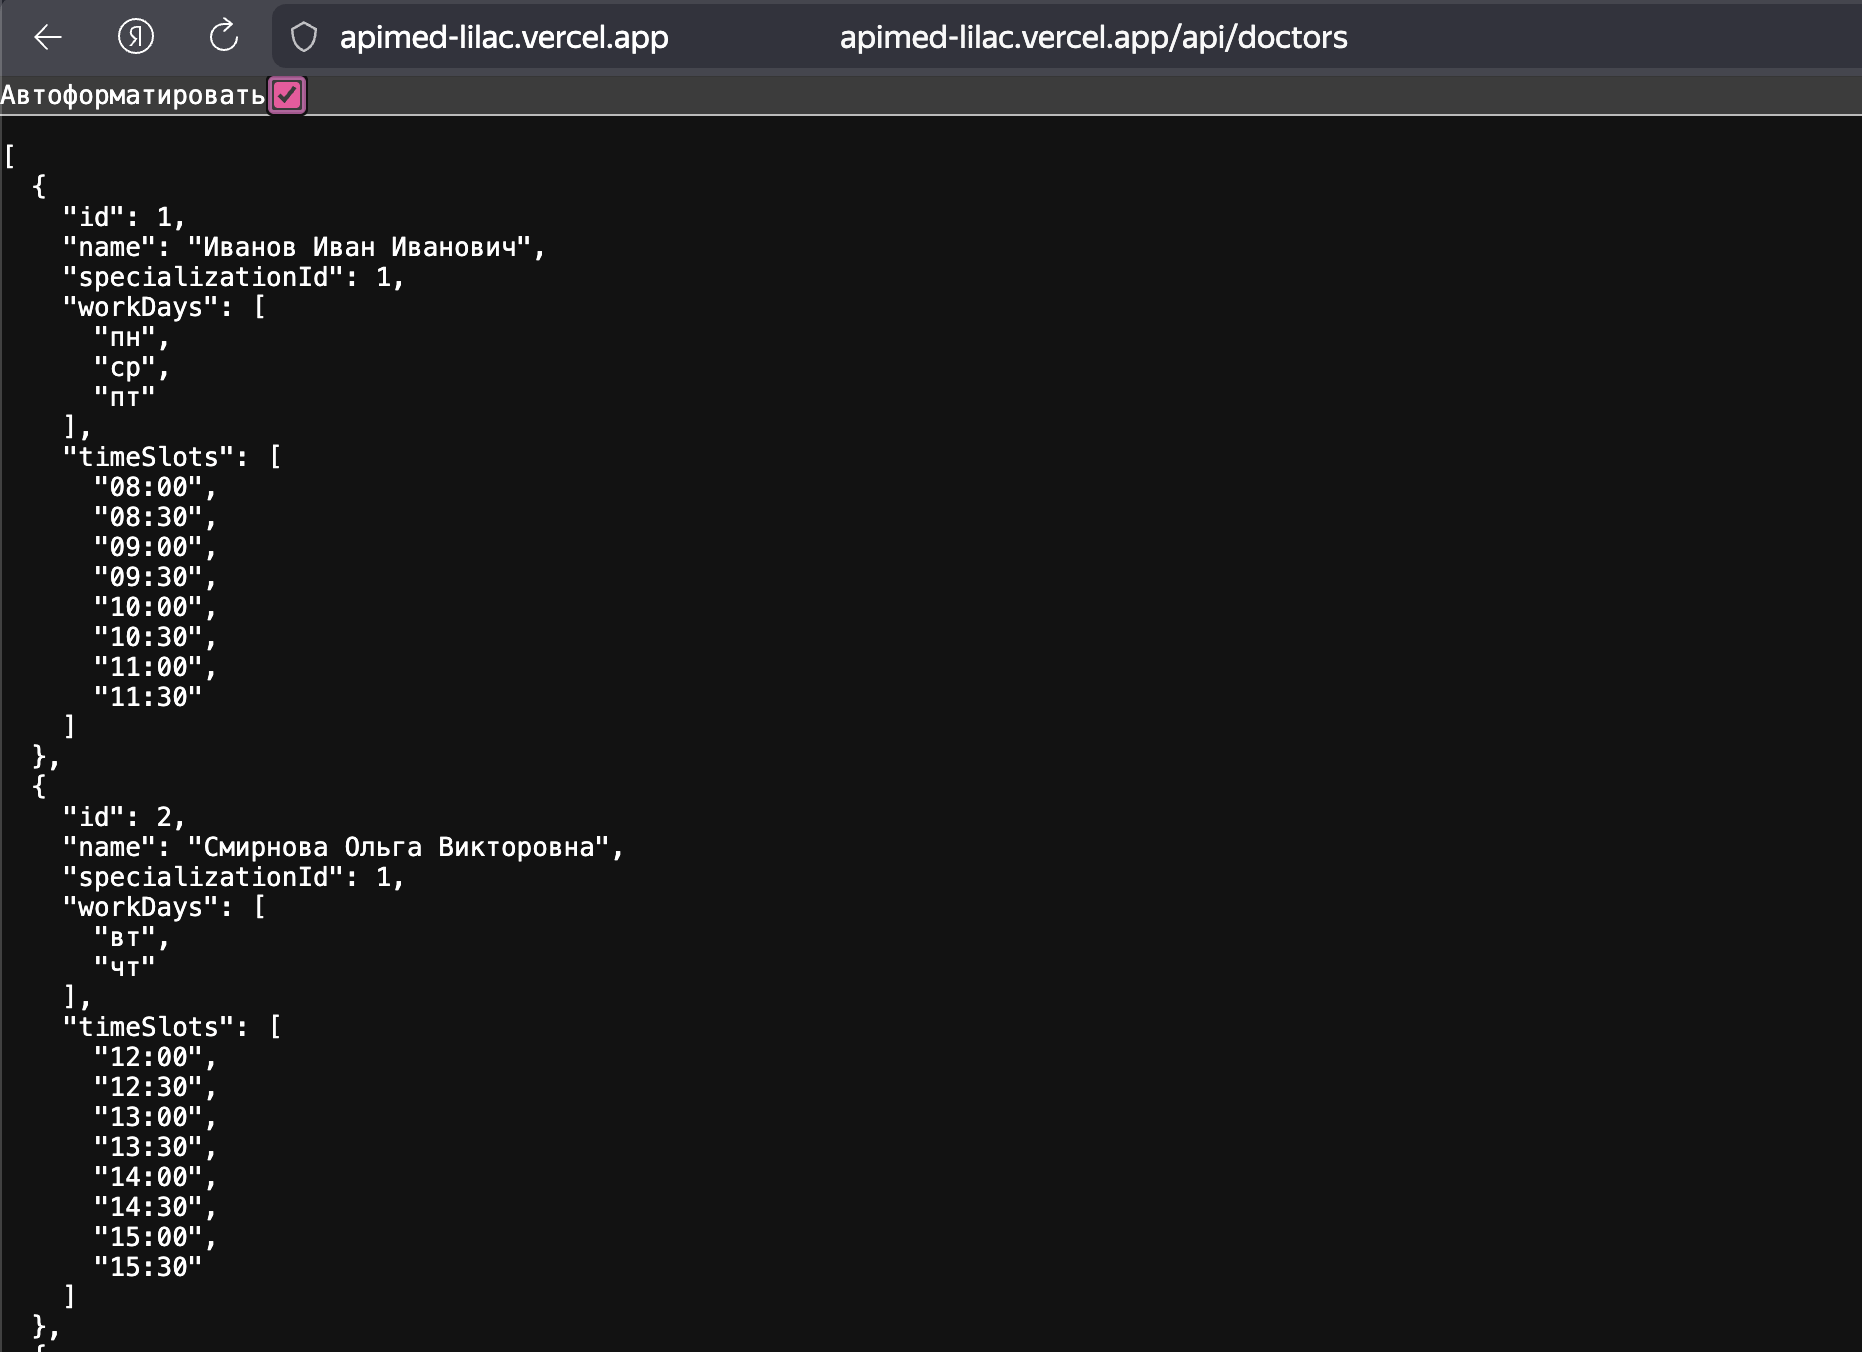 apimed-lilac.vercel.app apimed-lilac.vercel.app/api/doctors
Автоформатировать
[
  {
    "id": 1,
    "name": "Иванов Иван Иванович",
    "specializationId": 1,
    "workDays": [
      "пн",
      "ср",
      "пт"
    ],
    "timeSlots": [
      "08:00",
      "08:30",
      "09:00",
      "09:30",
      "10:00",
      "10:30",
      "11:00",
      "11:30"
    ]
  },
  {
    "id": 2,
    "name": "Смирнова Ольга Викторовна",
    "specializationId": 1,
    "workDays": [
      "вт",
      "чт"
    ],
    "timeSlots": [
      "12:00",
      "12:30",
      "13:00",
      "13:30",
      "14:00",
      "14:30",
      "15:00",
      "15:30"
    ]
  },
  {